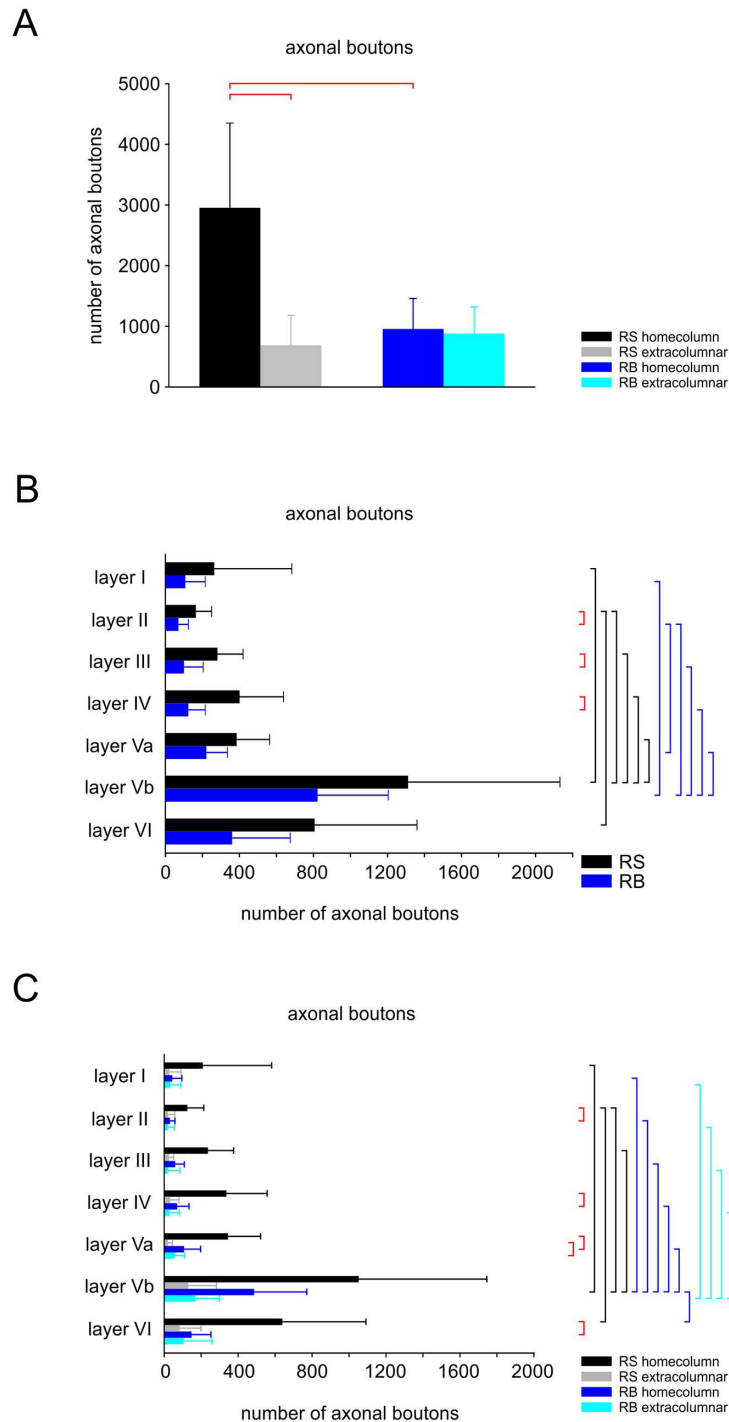 A
axonal boutons
number of axonal boutons
5000
4000
3000
2000
1000
0
RS homecolumn
RS extracolumnar
RB homecolumn
RB extracolumnar
B
axonal boutons
layer I
layer II
layer III
layer IV
layer Va
layer Vb
layer VI
0 400 800 1200 1600 2000
number of axonal boutons
RS
RB
C
axonal boutons
layer I
layer II
layer III
layer IV
layer Va
layer Vb
layer VI
0 400 800 1200 1600 2000
number of axonal boutons
RS homecolumn
RS extracolumnar
RB homecolumn
RB extracolumnar